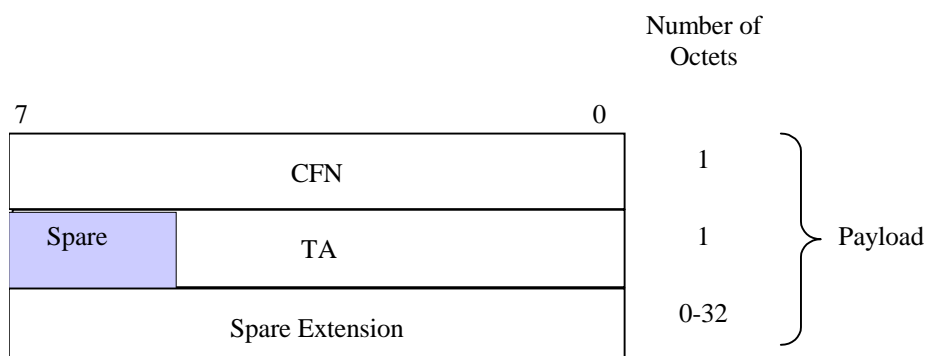 Number of
Octets
7 0
CFN 1
Spare TA 1 Payload
Spare Extension 0-32